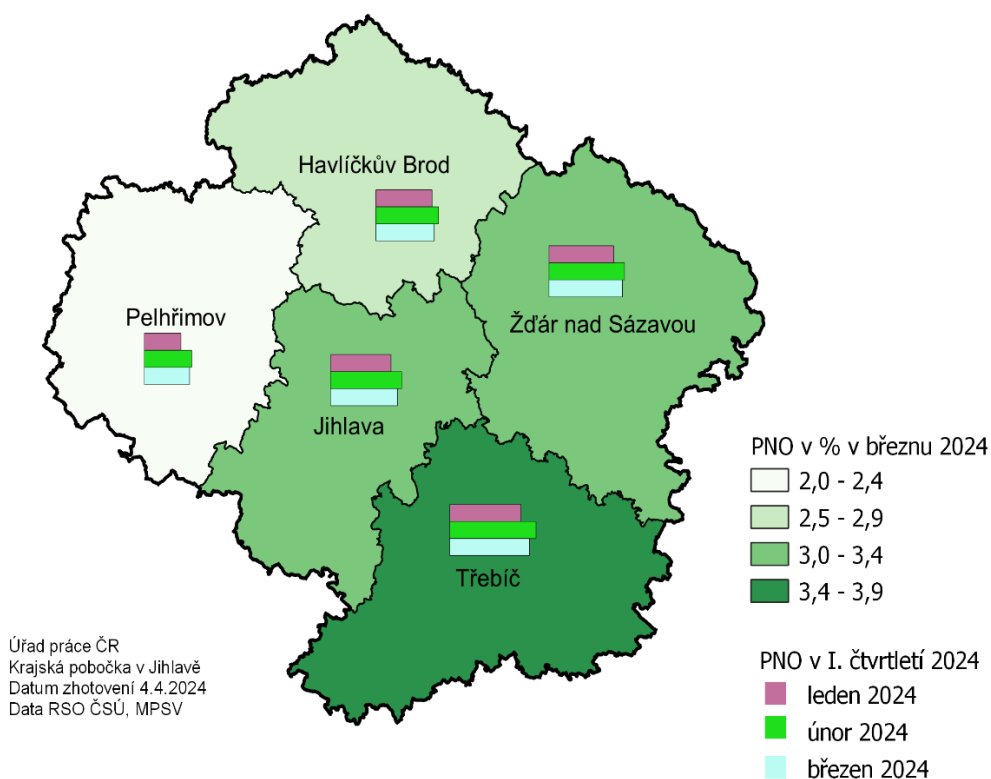 Havlíčkův Brod
Pelhřimov
Žďár nad Sázavou
Jihlava
Třebíč
PNO v % v březnu 2024
2,0 - 2,4
2,5 - 2,9
3,0 - 3,4
3,4 - 3,9
Úřad práce ČR
Krajská pobočka v Jihlavě
Datum zhotovení 4.4.2024
Data RSO ČSÚ, MPSV
PNO v I. čtvrtletí 2024
leden 2024
únor 2024
březen 2024